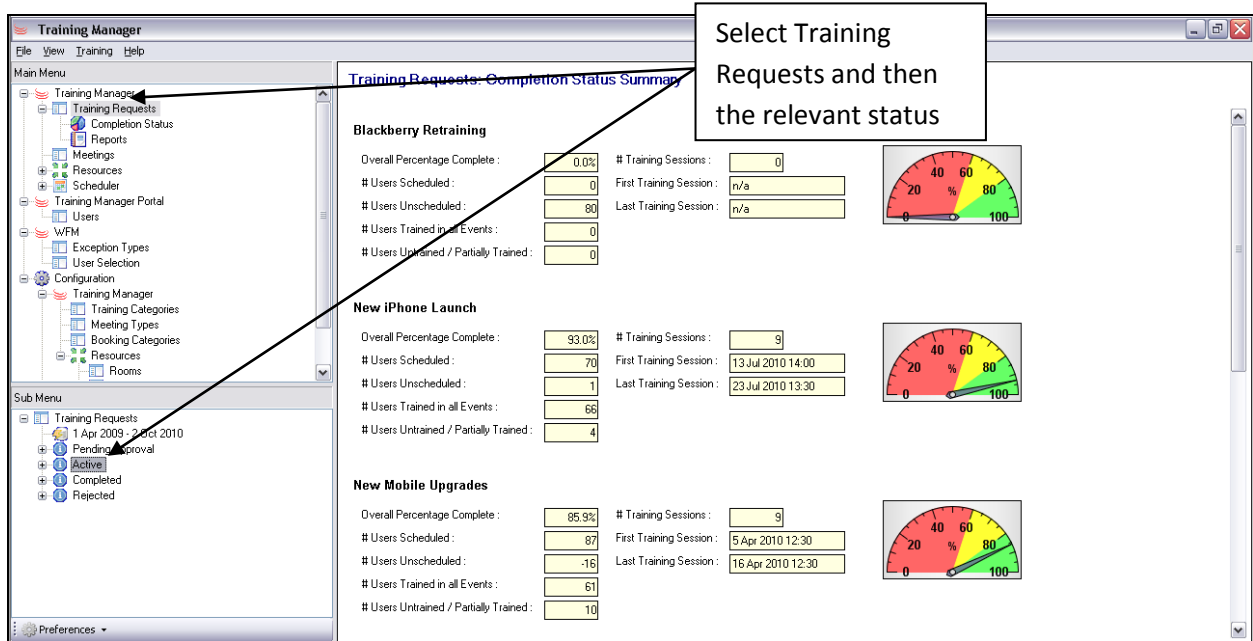 Training Manager
File View Training Help
Select Training
Requests and then
the relevant status
Main Menu
Training Manager
Training Requests
Completion Status
Reports
Meetings
Resources
Scheduler
Training Manager Portal
Users
WFM
Exception Types
User Selection
Configuration
Training Manager
Training Categories
Meeting Types
Booking Categories
Resources
Rooms
Sub Menu
Training Requests
1 Apr 2009 - 2 Oct 2010
Pending Approval
Active
Completed
Rejected
Preferences
Training Requests: Completion Status Summary
Blackberry Retraining
Overall Percentage Complete : 0.0% # Training Sessions : 0
# Users Scheduled : 0 First Training Session : n/a
# Users Unscheduled : 80 Last Training Session : n/a
# Users Trained in all Events : 0
# Users Untrained / Partially Trained : 0
0 20 40 60 80 100 %
New iPhone Launch
Overall Percentage Complete : 93.0% # Training Sessions : 9
# Users Scheduled : 70 First Training Session : 13 Jul 2010 14:00
# Users Unscheduled : 1 Last Training Session : 23 Jul 2010 13:30
# Users Trained in all Events : 66
# Users Untrained / Partially Trained : 4
0 20 40 60 80 100 %
New Mobile Upgrades
Overall Percentage Complete : 85.9% # Training Sessions : 9
# Users Scheduled : 87 First Training Session : 5 Apr 2010 12:30
# Users Unscheduled : -16 Last Training Session : 16 Apr 2010 12:30
# Users Trained in all Events : 61
# Users Untrained / Partially Trained : 10
0 20 40 60 80 100 %